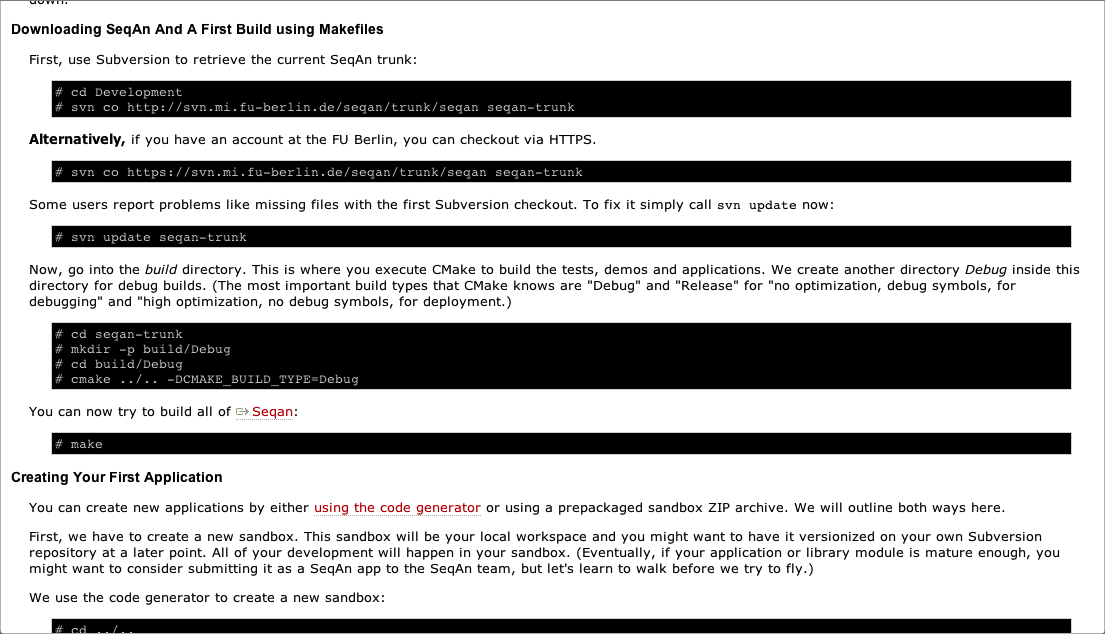 down.
Downloading SeqAn And A First Build using Makefiles
First, use Subversion to retrieve the current SeqAn trunk:
# cd Development
# svn co http://svn.mi.fu-berlin.de/seqan/trunk/seqan seqan-trunk
Alternatively, if you have an account at the FU Berlin, you can checkout via HTTPS.
# svn co https://svn.mi.fu-berlin.de/seqan/trunk/seqan seqan-trunk
Some users report problems like missing files with the first Subversion checkout. To fix it simply call svn update now:
# svn update seqan-trunk
Now, go into the build directory. This is where you execute CMake to build the tests, demos and applications. We create another directory Debug inside this
directory for debug builds. (The most important build types that CMake knows are "Debug" and "Release" for "no optimization, debug symbols, for
debugging" and "high optimization, no debug symbols, for deployment.)
# cd seqan-trunk
# mkdir -p build/Debug
# cd build/Debug
# cmake ../.. -DCMAKE_BUILD_TYPE=Debug
You can now try to build all of Seqan:
# make
Creating Your First Application
You can create new applications by either using the code generator or using a prepackaged sandbox ZIP archive. We will outline both ways here.
First, we have to create a new sandbox. This sandbox will be your local workspace and you might want to have it versionized on your own Subversion
repository at a later point. All of your development will happen in your sandbox. (Eventually, if your application or library module is mature enough, you
might want to consider submitting it as a SeqAn app to the SeqAn team, but let's learn to walk before we try to fly.)
We use the code generator to create a new sandbox:
# cd ../..